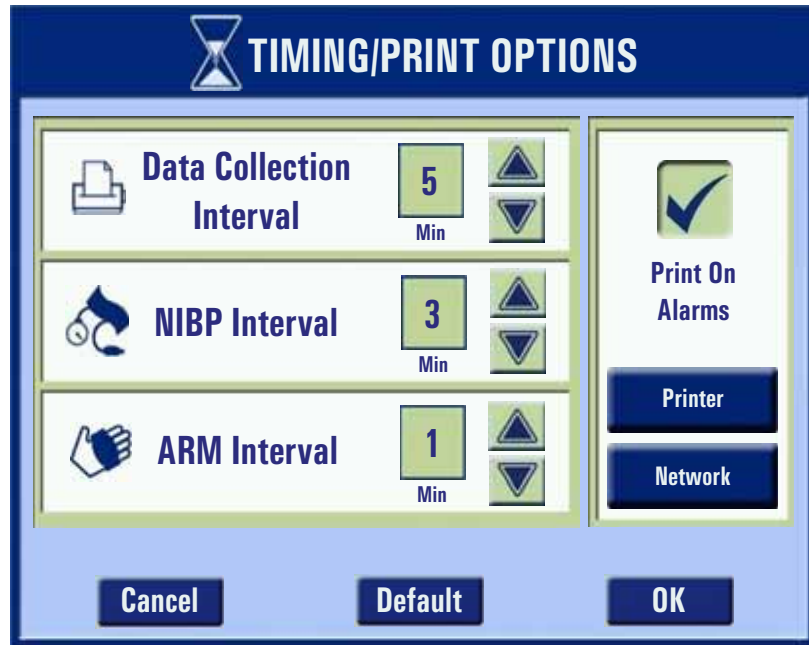 TIMING/PRINT OPTIONS
Data Collection
Interval
5
Min
NIBP Interval
3
Min
ARM Interval
1
Min
Print On
Alarms
Printer
Network
Cancel
Default
OK